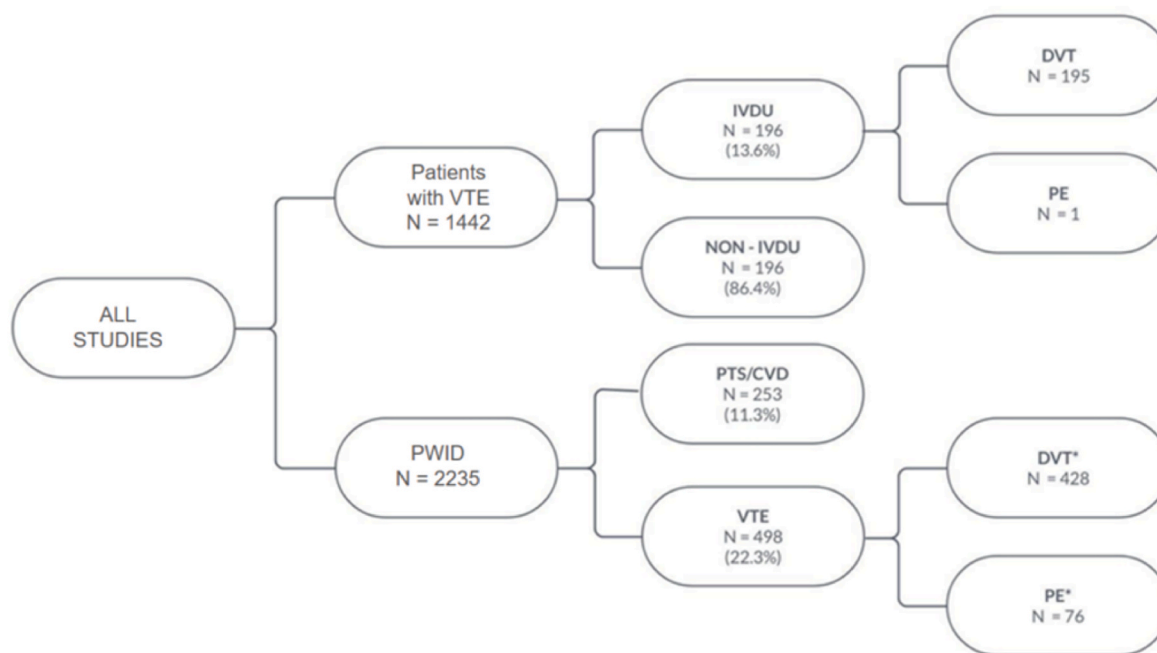 ALL
STUDIES
Patients
with VTE
N = 1442
IVDU
N = 196
(13.6%)
DVT
N = 195
PE
N = 1
NON - IVDU
N = 196
(86.4%)
PWID
N = 2235
PTS/CVD
N = 253
(11.3%)
VTE
N = 498
(22.3%)
DVT*
N = 428
PE*
N = 76